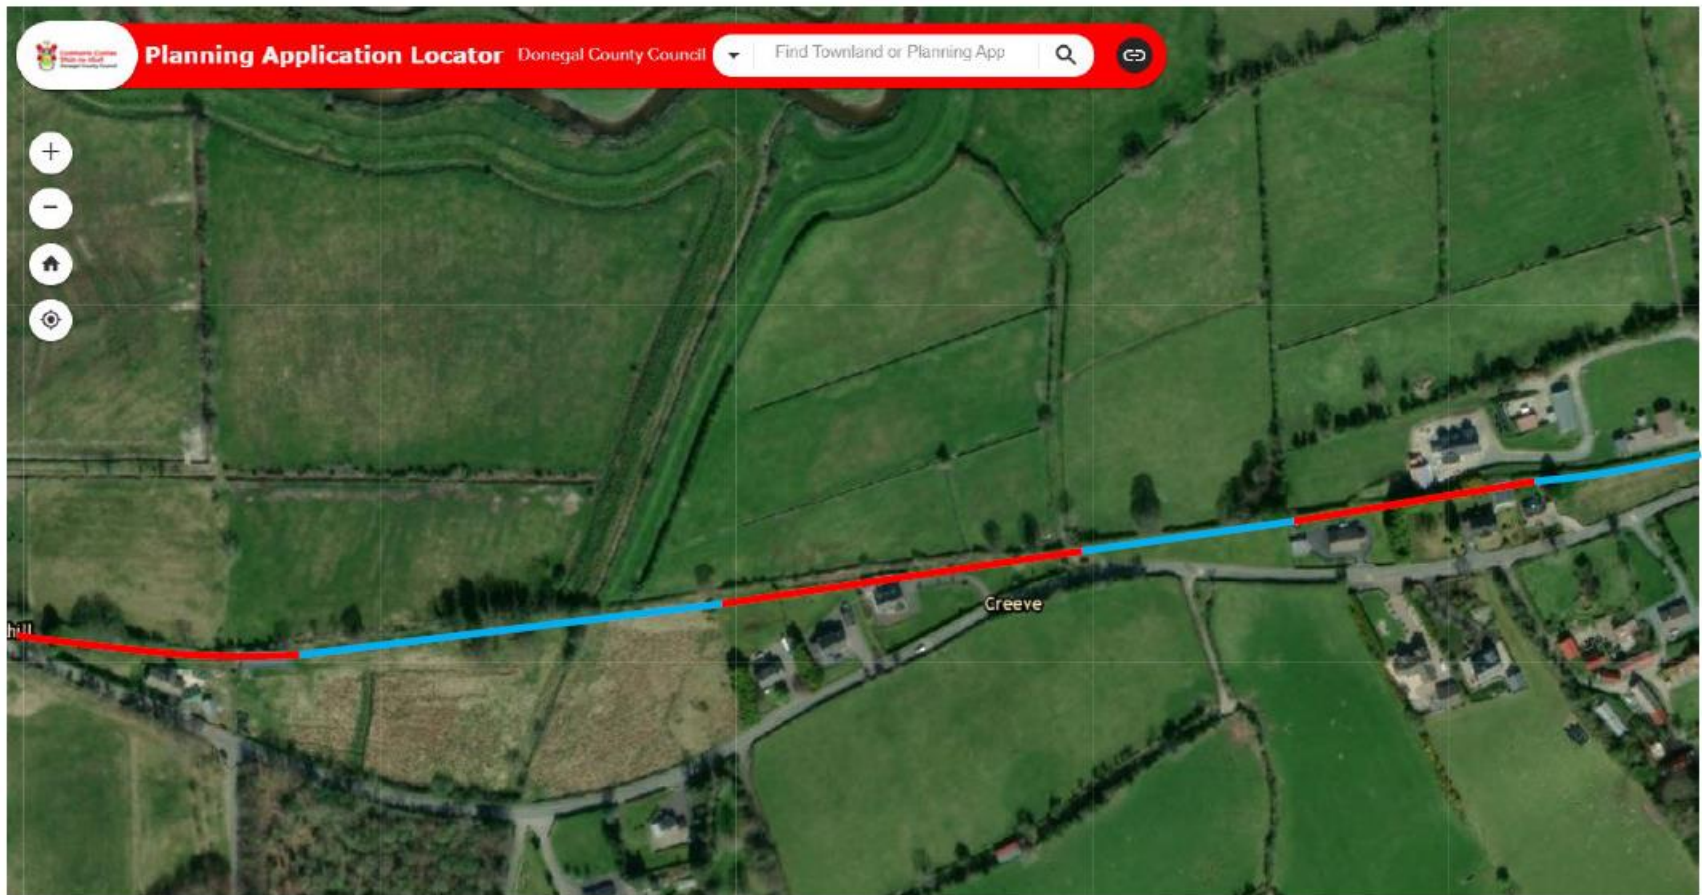 Planning Application Locator
Donegal County Council
Find Townland or Planning App
hill
Creeve